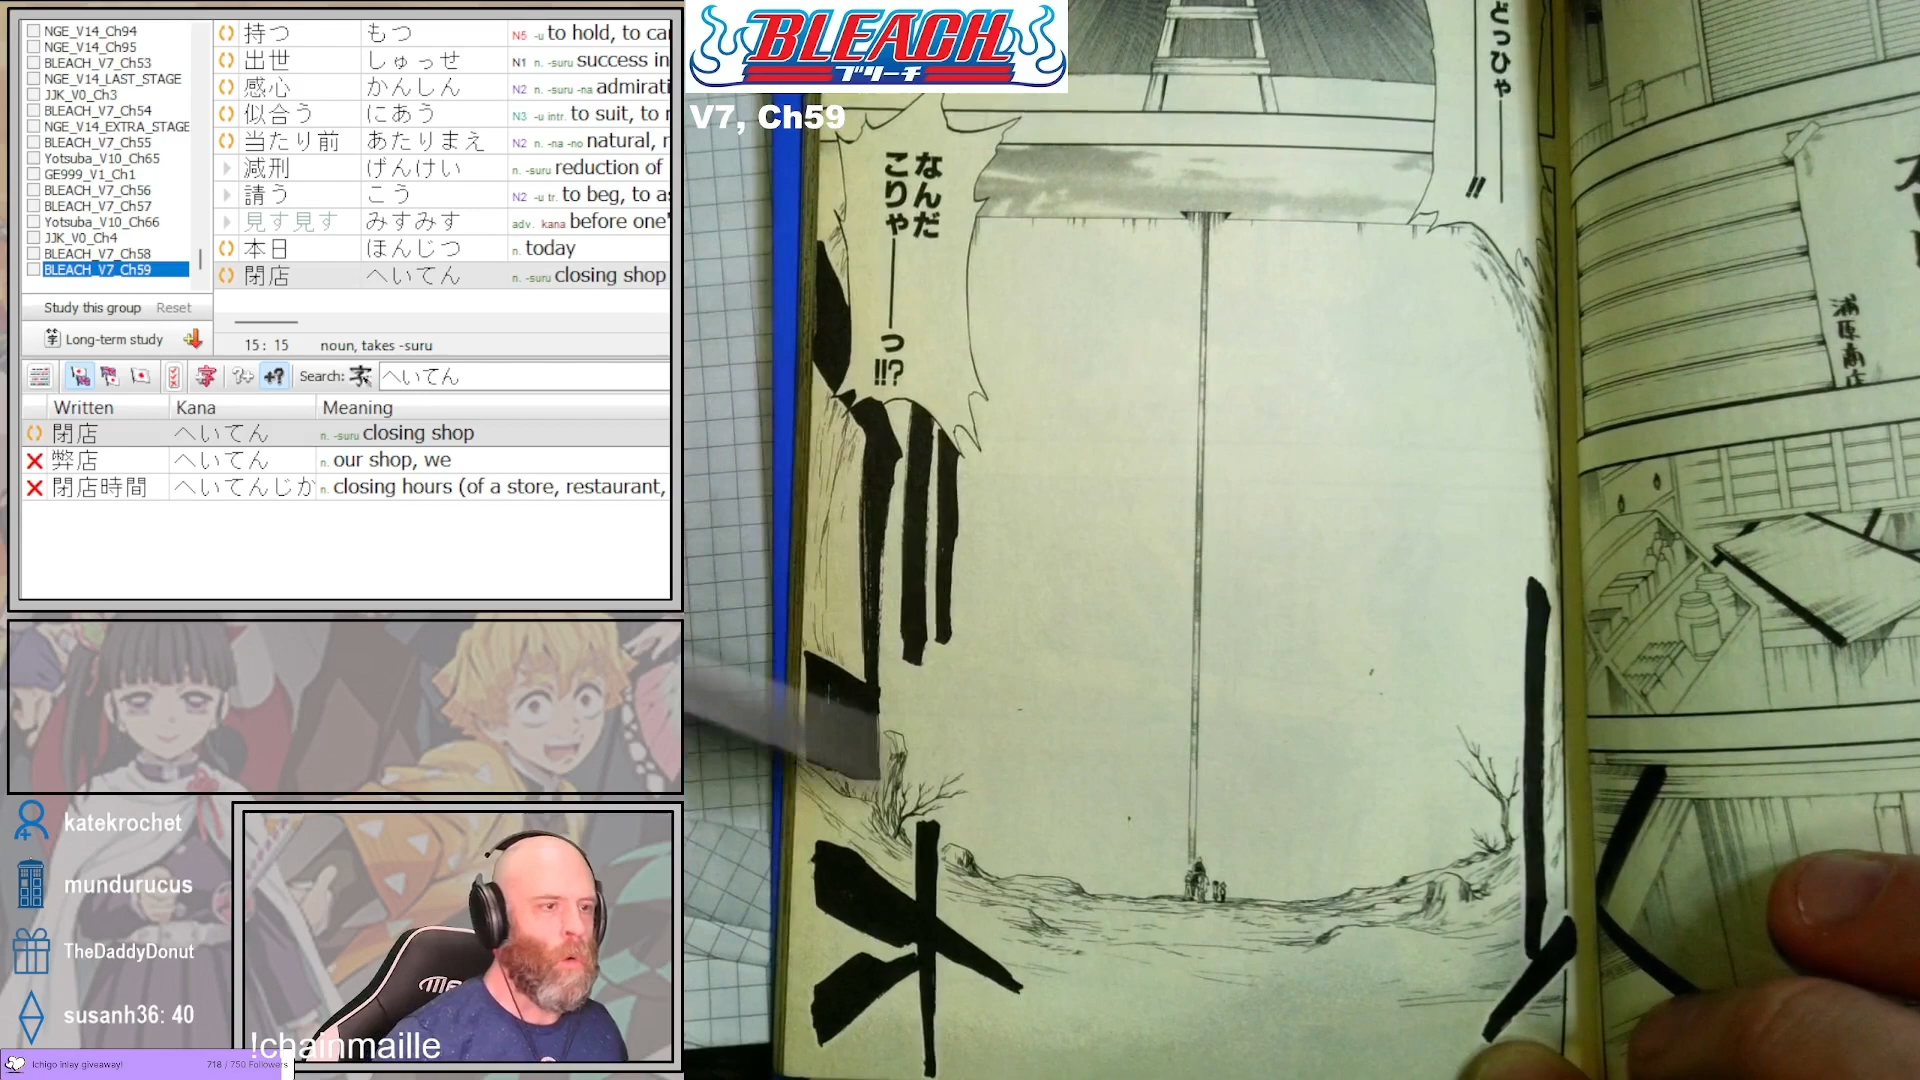 NGE_V14_Ch94
NGE_V14_Ch95
BLEACH_V7_Ch53
NGE_V14_LAST_STAGE
JJK_V0_Ch3
BLEACH_V7_Ch54
NGE_V14_EXTRA_STAGE
BLEACH_V7_Ch55
Yotsuba_V10_Ch65
GE999_V1_Ch1
BLEACH_V7_Ch56
BLEACH_V7_Ch57
Yotsuba_V10_Ch66
JJK_V0_Ch4
BLEACH_V7_Ch58
BLEACH_V7_Ch59
Study this group Reset
Long-term study
持つ もつ N5 -u to hold, to car
出世 しゅっせ N1 n. -suru success in
感心 かんしん N2 n. -suru -na admirati
似合う にあう N3 -u intr. to suit, to
当たり前 あたりまえ N2 n. -na -no natural, r
減刑 げんけい n. -suru reduction of
請う こう N2 -u tr. to beg, to as
見す見す みすみす adv. kana before one'
本日 ほんじつ n. today
閉店 へいてん n. -suru closing shop
15: 15 noun, takes -suru
Search: へいてん
Written Kana Meaning
閉店 へいてん n. -suru closing shop
弊店 へいてん n. our shop, we
閉店時間 へいてんじか n. closing hours (of a store, restaurant,
katekrochet
mundurucus
TheDaddyDonut
susanh36: 40
!chainmaille
Ichigo inlay giveaway! 718 / 750 Followers
BLEACH
ブリーチ
V7, Ch59
どっひゃ――!!
なんだ
こりゃ――っ!!?
浦原商店